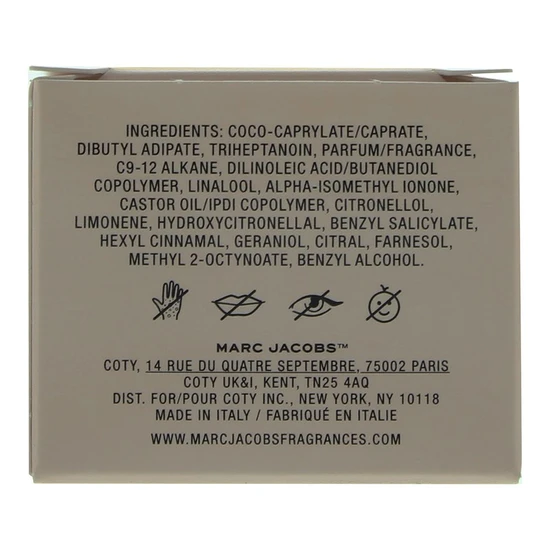 INGREDIENTS: COCO-CAPRYLATE/CAPRATE,
DIBUTYL ADIPATE, TRIHEPTANOIN, PARFUM/FRAGRANCE,
C9-12 ALKANE, DILINOLEIC ACID/BUTANEDIOL
COPOLYMER, LINALOOL, ALPHA-ISOMETHYL IONONE,
CASTOR OIL/IPDI COPOLYMER, CITRONELLOL,
LIMONENE, HYDROXYCITRONELLAL, BENZYL SALICYLATE,
HEXYL CINNAMAL, GERANIOL, CITRAL, FARNESOL,
METHYL 2-OCTYNOATE, BENZYL ALCOHOL.
MARC JACOBS™
COTY, 14 RUE DU QUATRE SEPTEMBRE, 75002 PARIS
COTY UK&I, KENT, TN25 4AQ
DIST. FOR/POUR COTY INC., NEW YORK, NY 10118
MADE IN ITALY / FABRIQUÉ EN ITALIE
WWW.MARCJACOBSFRAGRANCES.COM